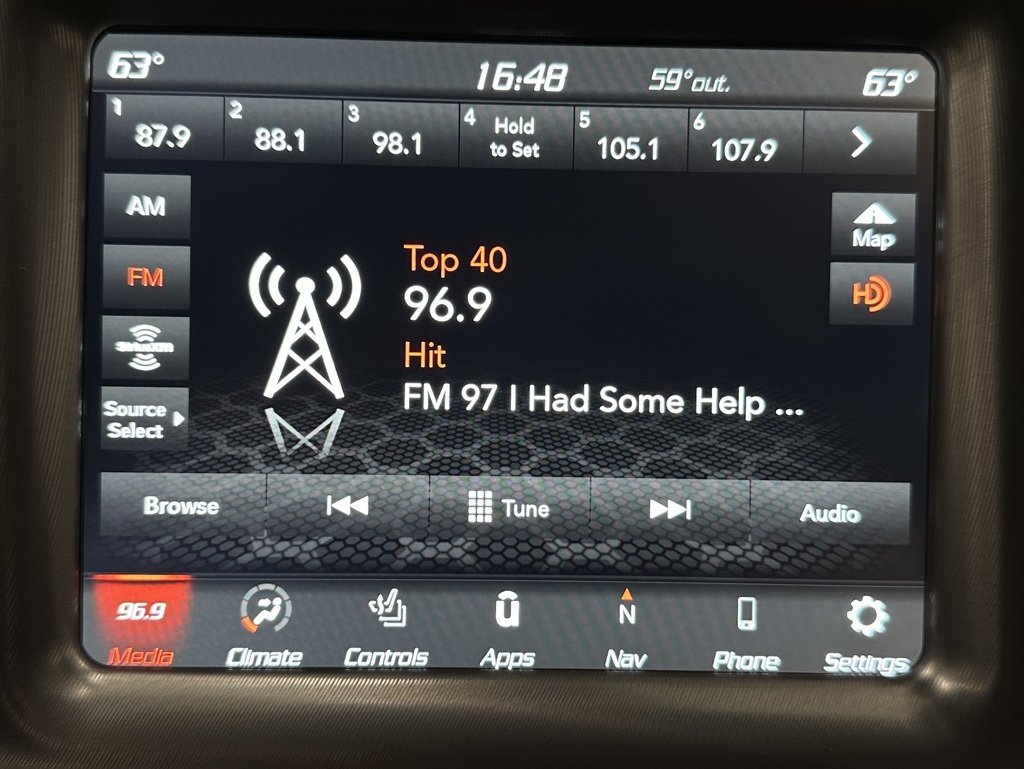 63° 16:48 59°out. 63°
1 87.9 2 88.1 3 98.1 4 Hold to Set 5 105.1 6 107.9
AM
Map
FM
HD
SiriusXM
Source
Select
Top 40
96.9
Hit
FM 97 I Had Some Help ...
Browse Tune Audio
96.9 N
Media Climate Controls Apps Nav Phone Settings